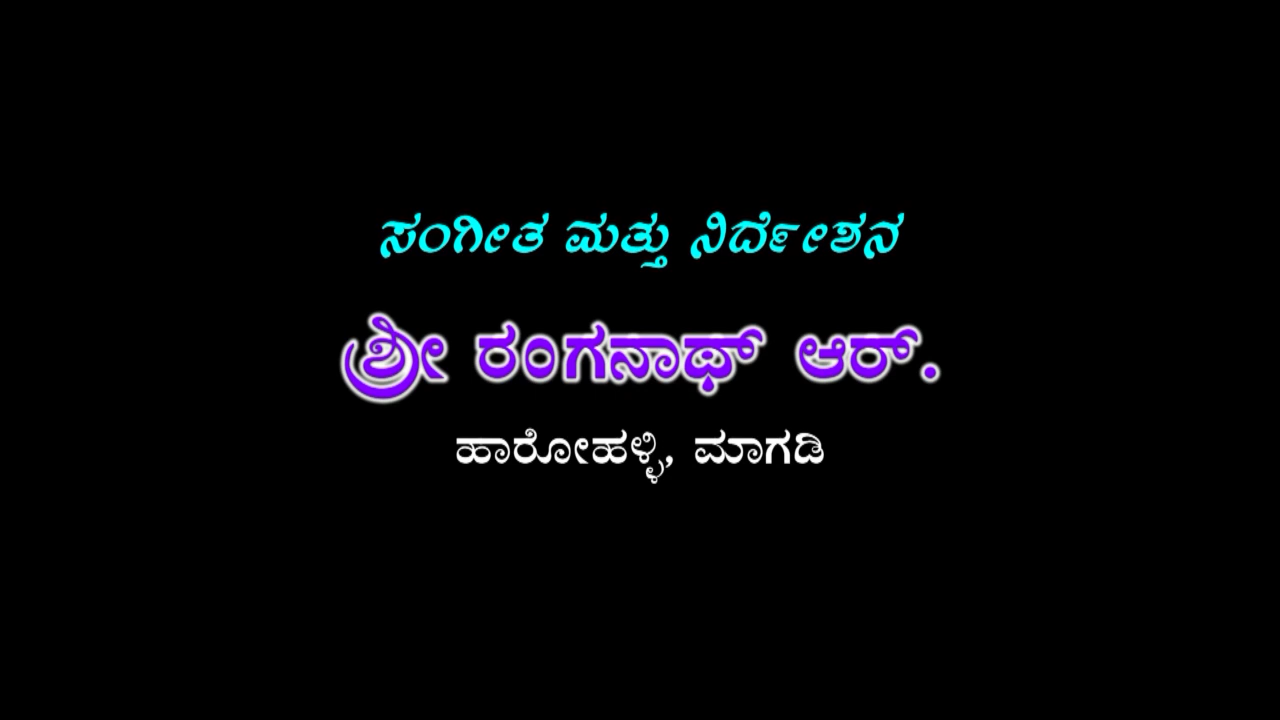 ಸಂಗೀತ ಮತ್ತು ನಿರ್ದೇಶನ
ಶ್ರೀ ರಂಗನಾಥ್ ಆರ್.
ಹಾರೋಹಳ್ಳಿ, ಮಾಗಡಿ